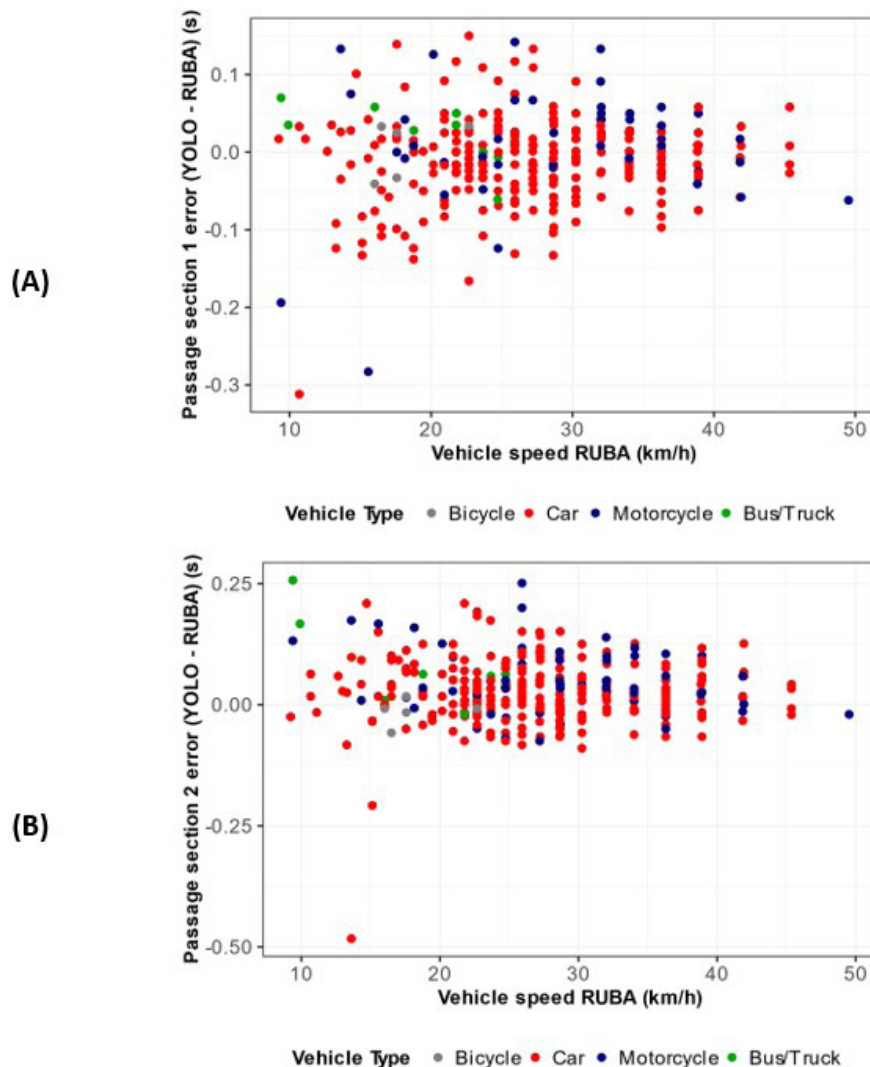 (A)
Passage section 1 error (YOLO - RUBA) (s)
0.1
0.0
-0.1
-0.2
-0.3
10 20 30 40 50
Vehicle speed RUBA (km/h)
Vehicle Type Bicycle Car Motorcycle Bus/Truck
(B)
Passage section 2 error (YOLO - RUBA) (s)
0.25
0.00
-0.25
-0.50
10 20 30 40 50
Vehicle speed RUBA (km/h)
Vehicle Type Bicycle Car Motorcycle Bus/Truck